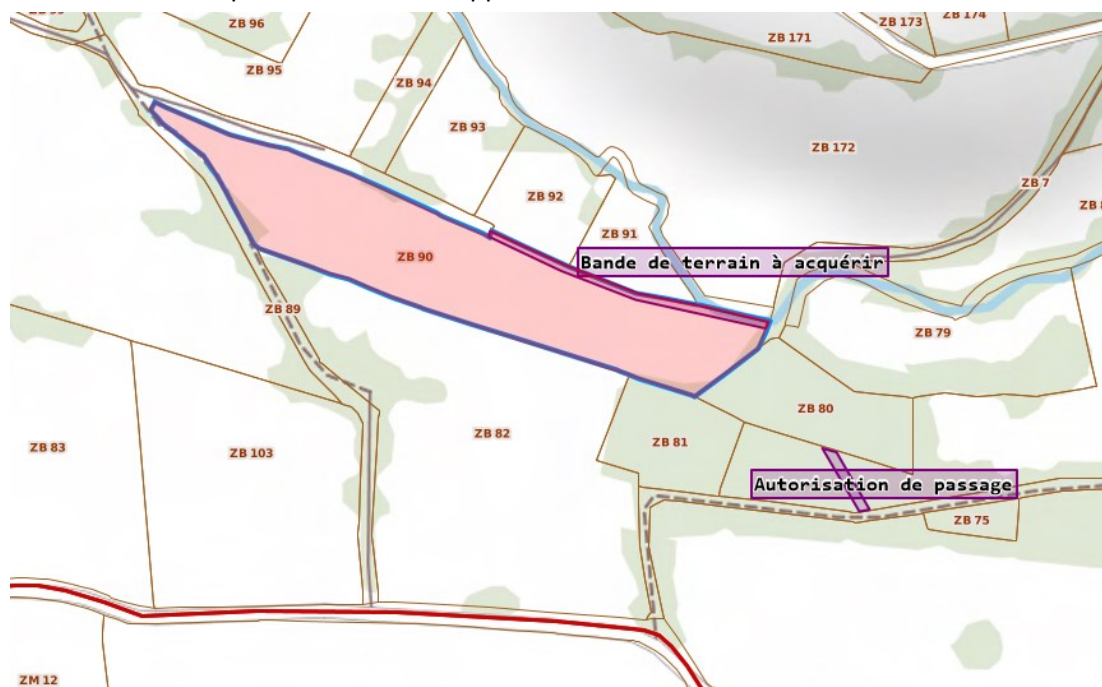 ZB 96
ZB 173
ZB 174
ZB 171
ZB 95
ZB 94
ZB 93
ZB 172
ZB 7
ZB 92
ZB 91
ZB 90
Bande de terrain à acquérir
ZB 89
ZB 79
ZB 80
ZB 82
ZB 81
ZB 83
ZB 103
Autorisation de passage
ZB 75
ZM 12